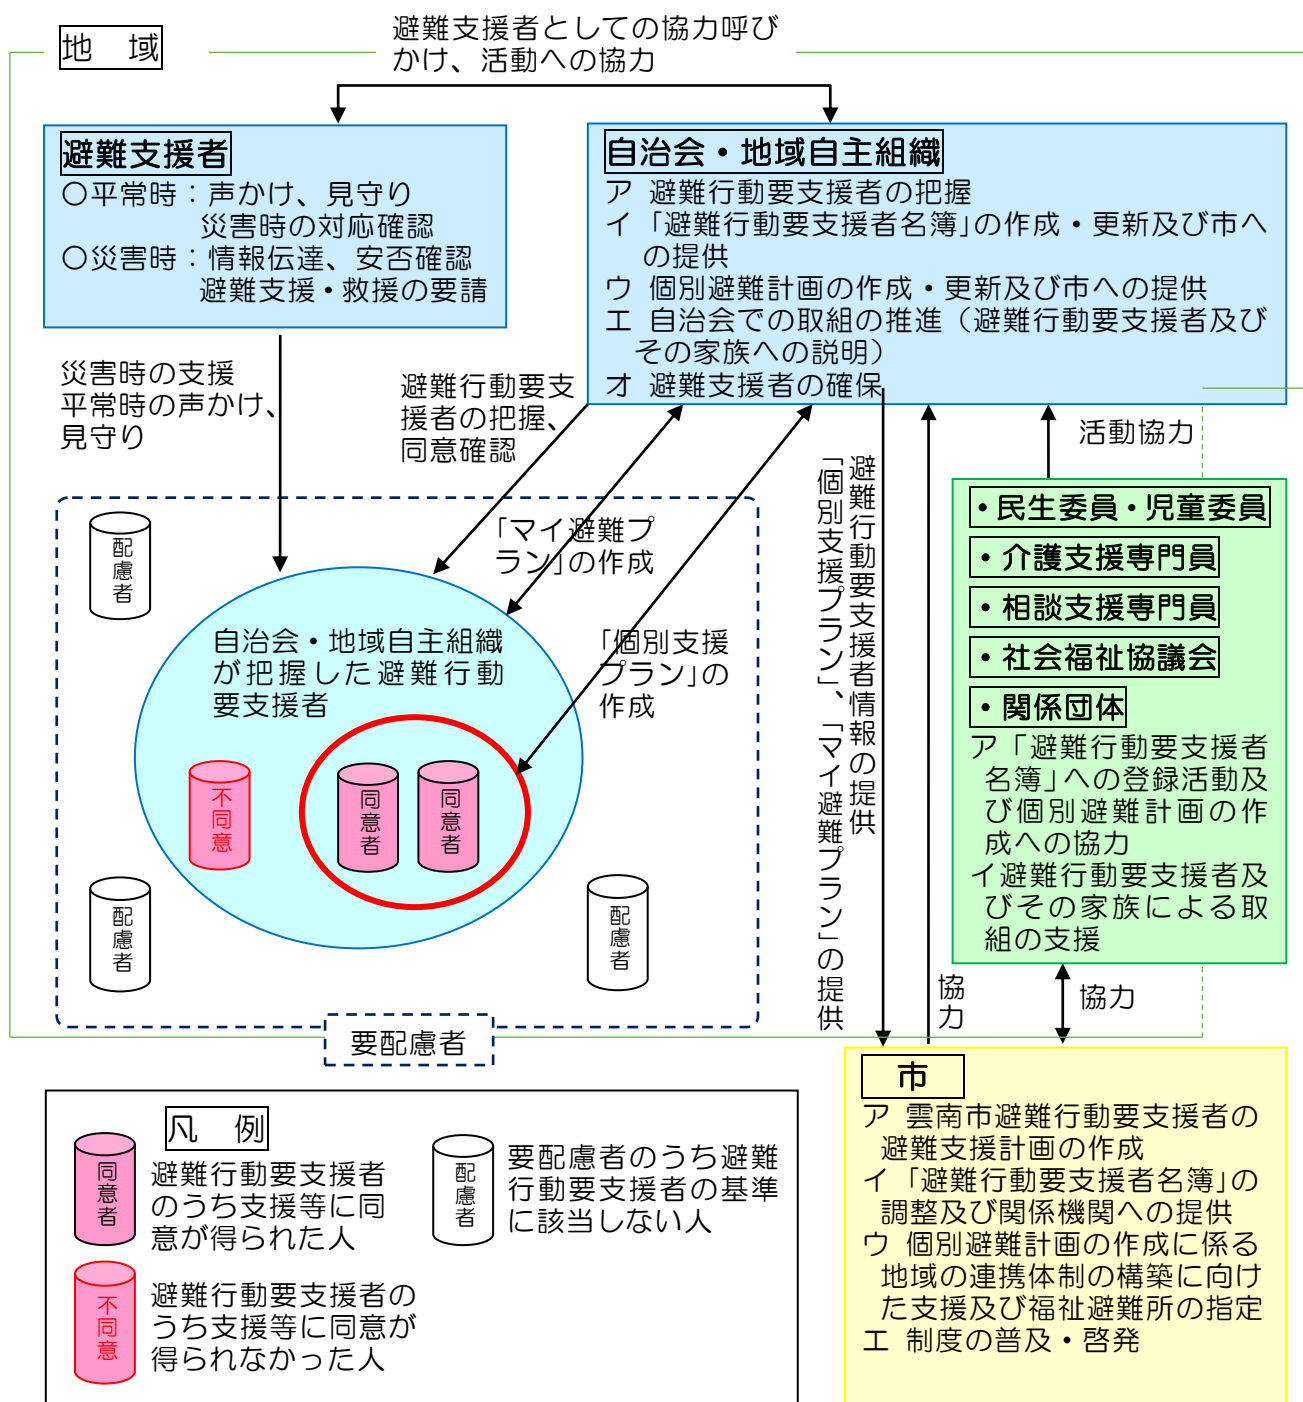 地　域
避難支援者としての協力呼び
かけ、活動への協力
避難支援者
〇平常時：声かけ、見守り
災害時の対応確認
〇災害時：情報伝達、安否確認
避難支援・救援の要請
自治会・地域自主組織
ア 避難行動要支援者の把握
イ「避難行動要支援者名簿」の作成・更新及び市へ
の提供
ウ 個別避難計画の作成・更新及び市への提供
エ 自治会での取組の推進（避難行動要支援者及び
その家族への説明）
オ 避難支援者の確保
災害時の支援
平常時の声かけ、
見守り
避難行動要支
援者の把握、
同意確認
「マイ避難プ
ラン」の作成
「個別支援
プラン」の
作成
避難行動要支援者情報の提供
「個別支援プラン」、「マイ避難プラン」の提供
協力
活動協力
・民生委員・児童委員
・介護支援専門員
・相談支援専門員
・社会福祉協議会
・関係団体
ア「避難行動要支援者
名簿」への登録活動及
び個別避難計画の作
成への協力
イ避難行動要支援者及
びその家族による取
組の支援
協力
配慮者
自治会・地域自主組織
が把握した避難行動
要支援者
不同意
同意者
同意者
配慮者
配慮者
要配慮者
市
ア 雲南市避難行動要支援者の
避難支援計画の作成
イ「避難行動要支援者名簿」の
調整及び関係機関への提供
ウ 個別避難計画の作成に係る
地域の連携体制の構築に向け
た支援及び福祉避難所の指定
エ 制度の普及・啓発
凡　例
同意者
避難行動要支援者
のうち支援等に同
意が得られた人
配慮者
要配慮者のうち避難
行動要支援者の基準
に該当しない人
不同意
避難行動要支援者の
うち支援等に同意が
得られなかった人